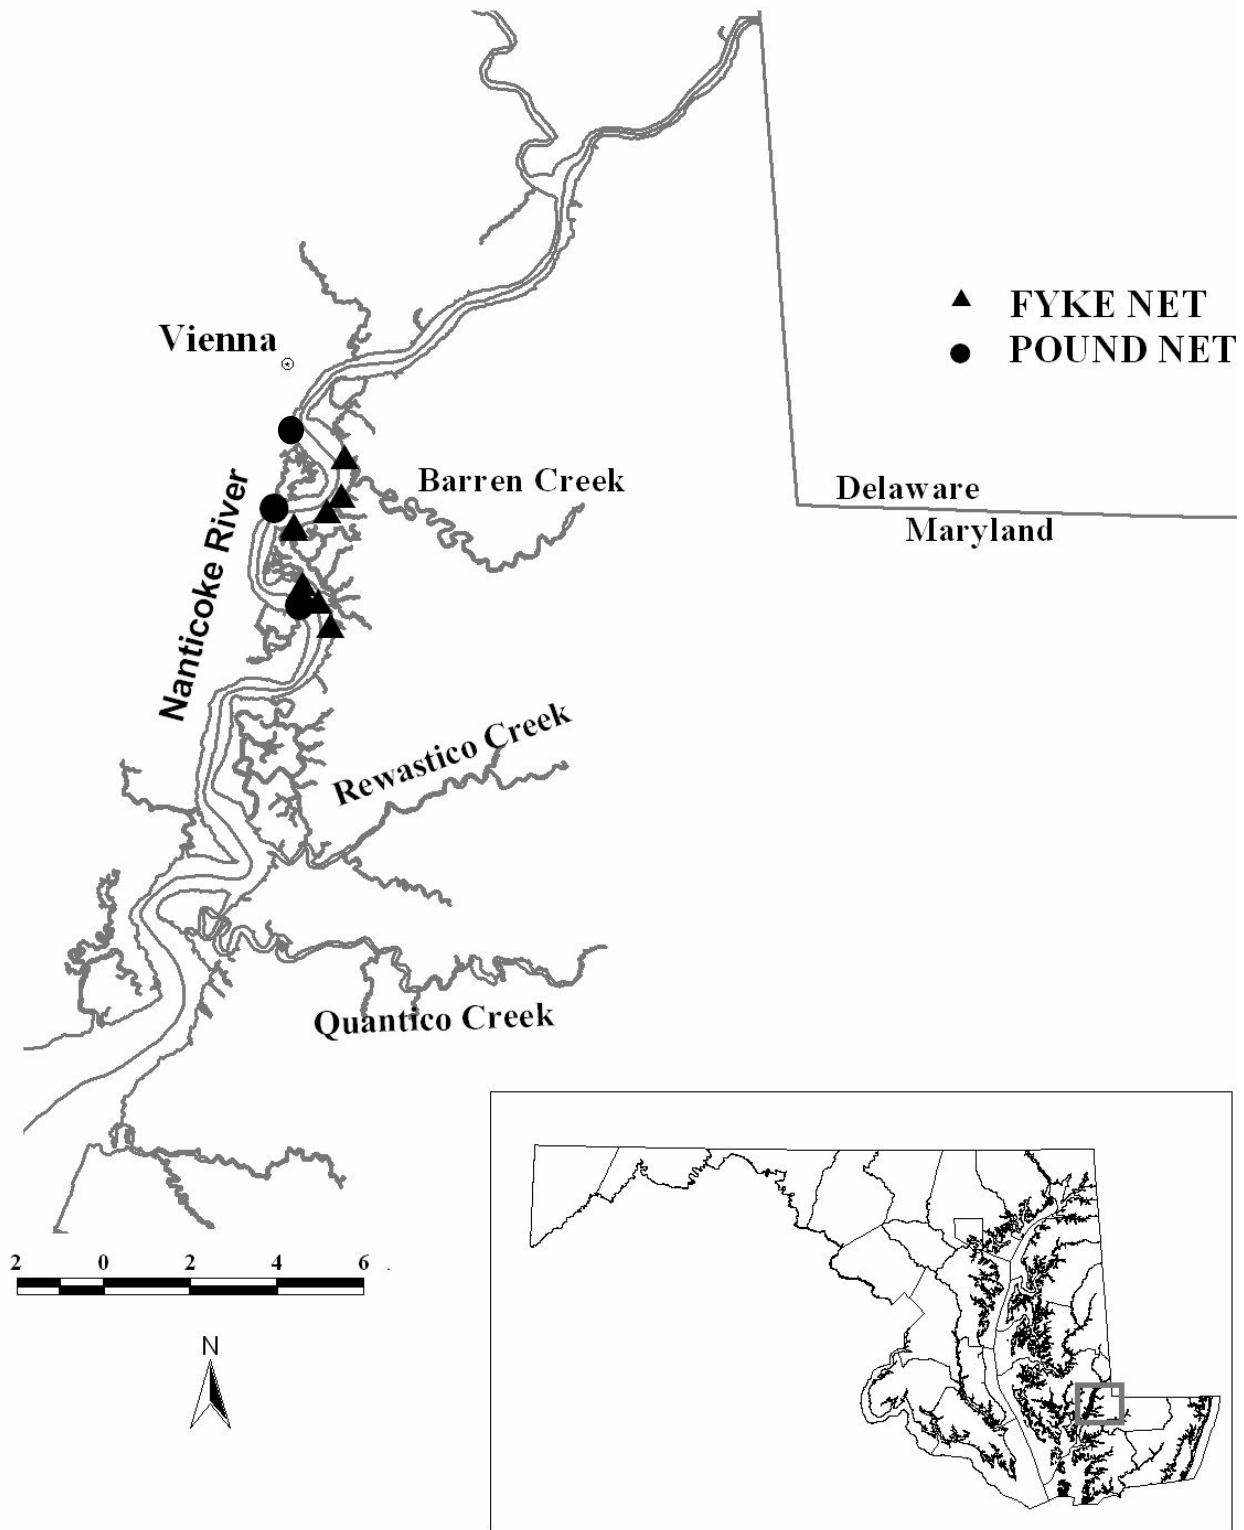 FYKE NET
POUND NET
Vienna
Barren Creek
Delaware
Maryland
Nanticoke River
Rewastico Creek
Quantico Creek
2 0 2 4 6
N